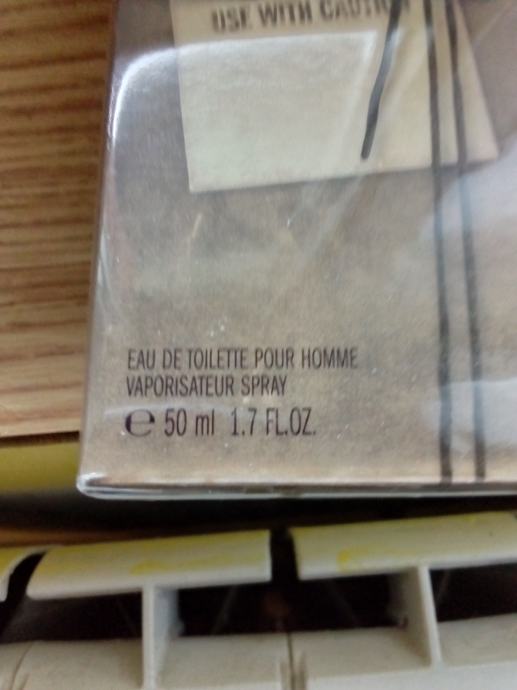 USE WITH CAUTION
EAU DE TOILETTE POUR HOMME
VAPORISATEUR SPRAY
℮ 50 ml 1.7 FL.OZ.